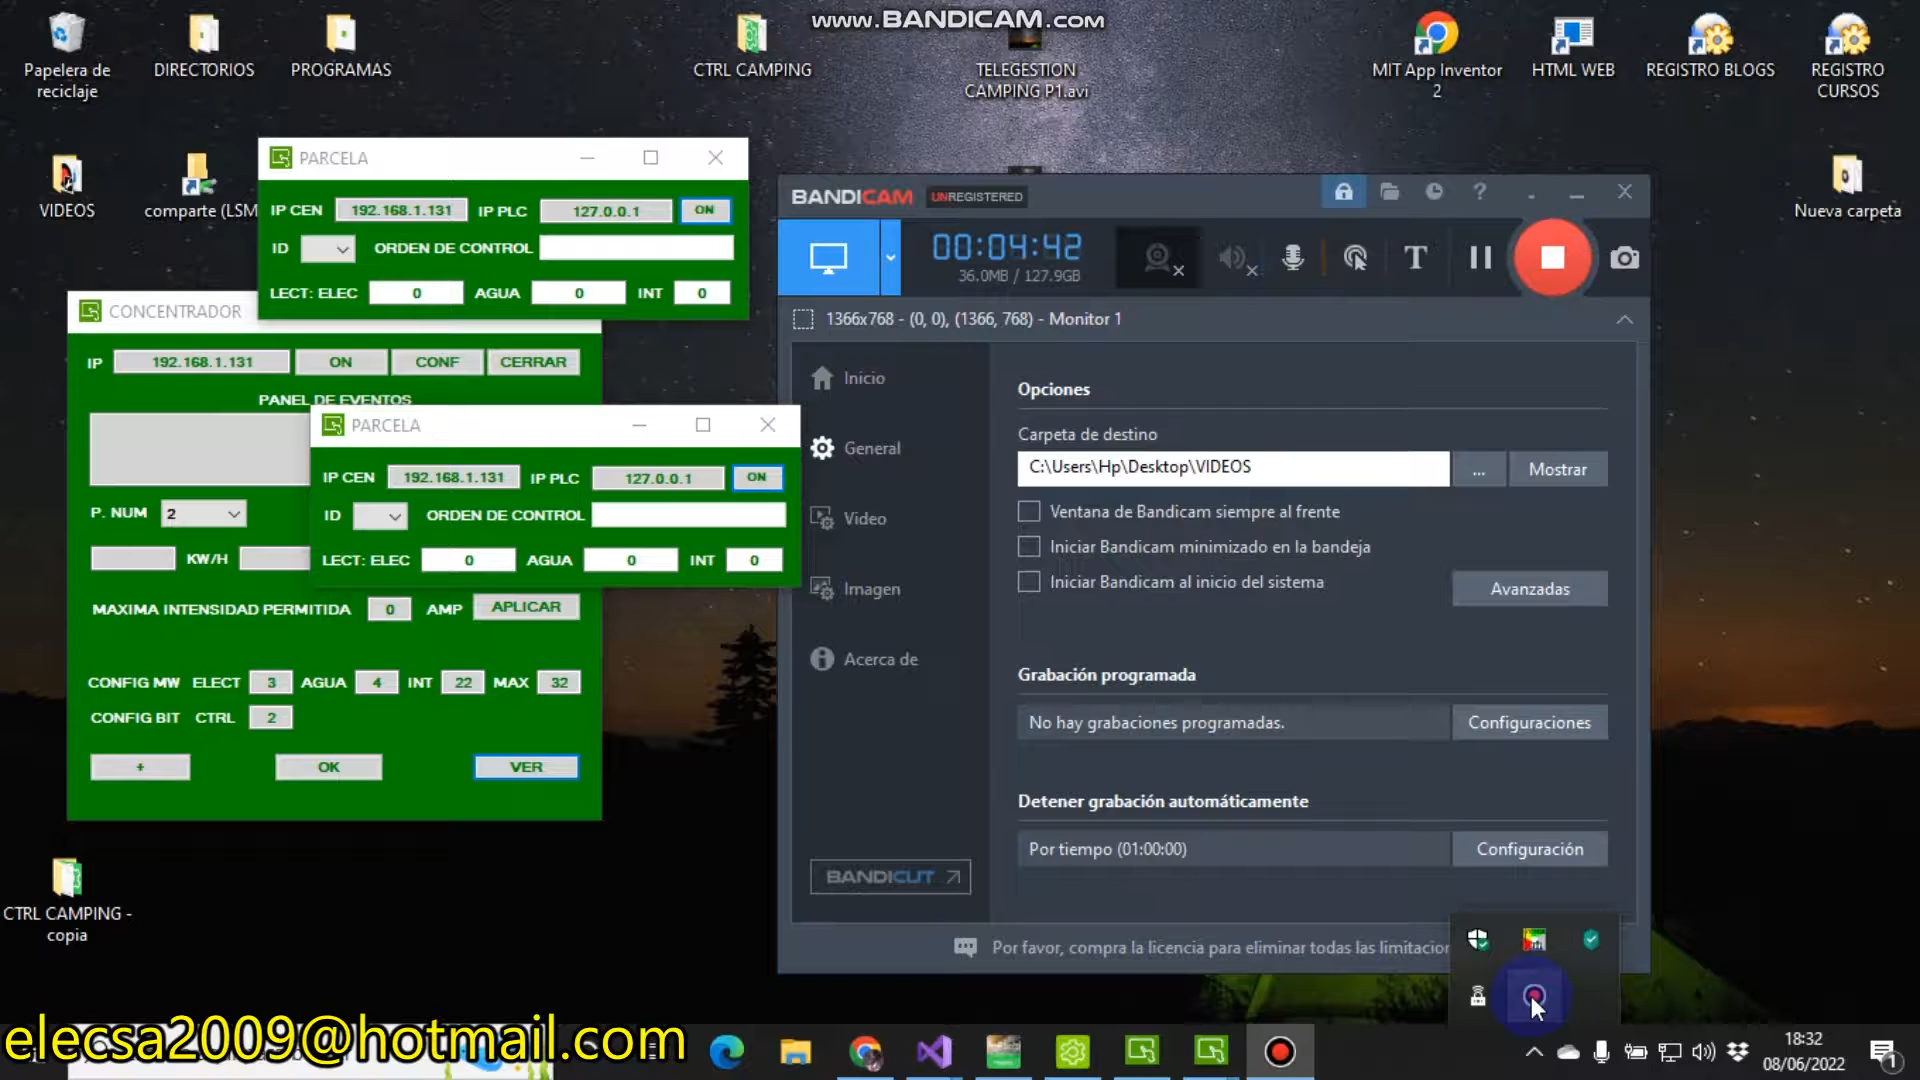 www.BANDICAM.com
Papelera de
reciclaje
DIRECTORIOS
PROGRAMAS
CTRL CAMPING
TELEGESTION
CAMPING P1.avi
MIT App Inventor
2
HTML WEB
REGISTRO BLOGS
REGISTRO
CURSOS
VIDEOS
comparte (LSM
Nueva carpeta
PARCELA
IP CEN 192.168.1.131 IP PLC 127.0.0.1 ON
ID ORDEN DE CONTROL
LECT: ELEC 0 AGUA 0 INT 0
CONCENTRADOR
IP 192.168.1.131 ON CONF CERRAR
PANEL DE EVENTOS
P. NUM 2
KW/H
MAXIMA INTENSIDAD PERMITIDA 0 AMP APLICAR
CONFIG MW ELECT 3 AGUA 4 INT 22 MAX 32
CONFIG BIT CTRL 2
+ OK VER
PARCELA
IP CEN 192.168.1.131 IP PLC 127.0.0.1 ON
ID ORDEN DE CONTROL
LECT: ELEC 0 AGUA 0 INT 0
BANDICAM UNREGISTERED
00:04:42
36.0MB / 127.9GB
1366x768 - (0, 0), (1366, 768) - Monitor 1
Inicio
General
Video
Imagen
Acerca de
BANDICUT
Opciones
Carpeta de destino
C:\Users\Hp\Desktop\VIDEOS ... Mostrar
Ventana de Bandicam siempre al frente
Iniciar Bandicam minimizado en la bandeja
Iniciar Bandicam al inicio del sistema
Avanzadas
Grabación programada
No hay grabaciones programadas. Configuraciones
Detener grabación automáticamente
Por tiempo (01:00:00) Configuración
Por favor, compra la licencia para eliminar todas las limitacion
CTRL CAMPING -
copia
elecsa2009@hotmail.com
18:32
08/06/2022
1